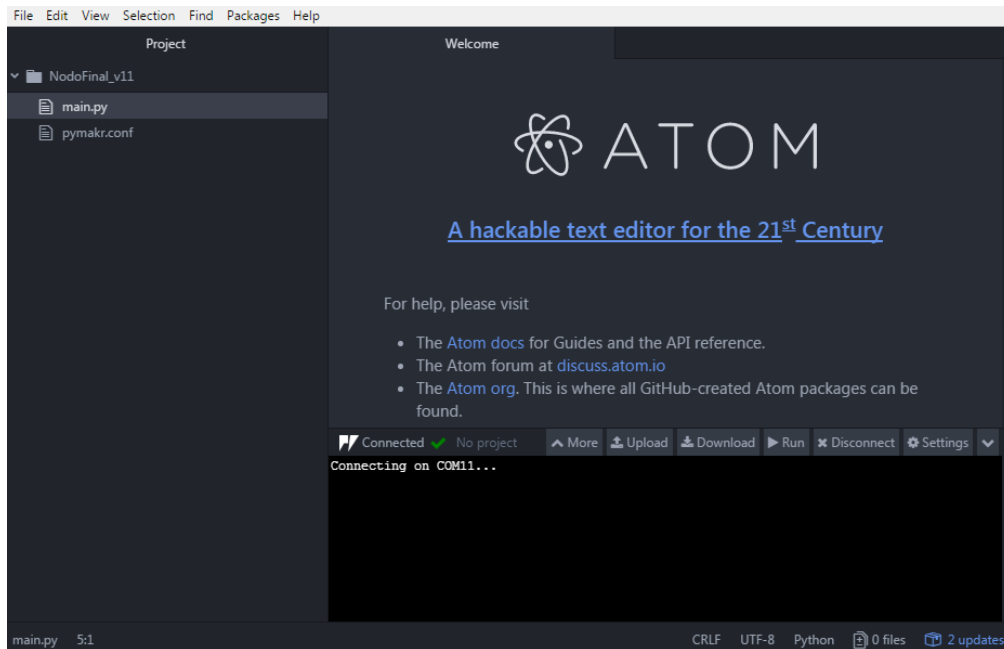 File Edit View Selection Find Packages Help
Project
Welcome
NodoFinal_v11
main.py
pymakr.conf
ATOM
A hackable text editor for the 21st Century
For help, please visit
• The Atom docs for Guides and the API reference.
• The Atom forum at discuss.atom.io
• The Atom org. This is where all GitHub-created Atom packages can be
found.
Connected No project More Upload Download Run Disconnect Settings
Connecting on COM11...
main.py 5:1 CRLF UTF-8 Python 0 files 2 updates